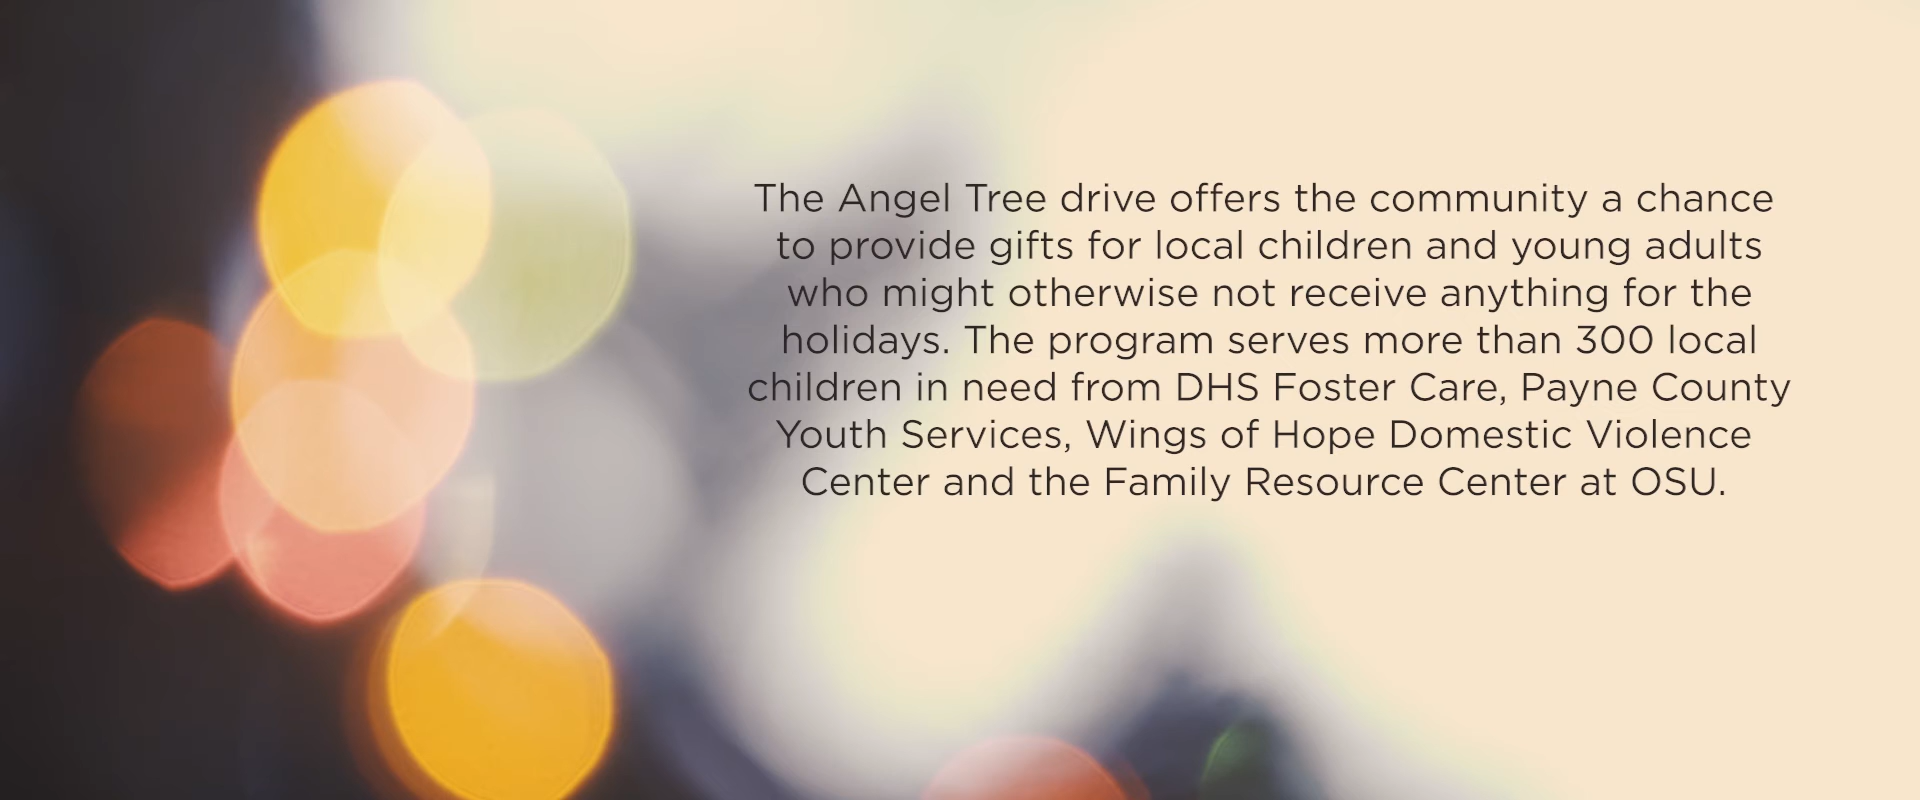 The Angel Tree drive offers the community a chance
to provide gifts for local children and young adults
who might otherwise not receive anything for the
holidays. The program serves more than 300 local
children in need from DHS Foster Care, Payne County
Youth Services, Wings of Hope Domestic Violence
Center and the Family Resource Center at OSU.